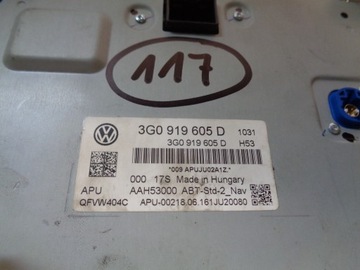 117
3G0 919 605 D 1031
3G0 919 605 D H53
*009 APUJU02A1Z.*
000 17S Made in Hungary
APU AAH53000 ABT-Std-2_Nav
QFVW404C APU-00218.06.161JU20080